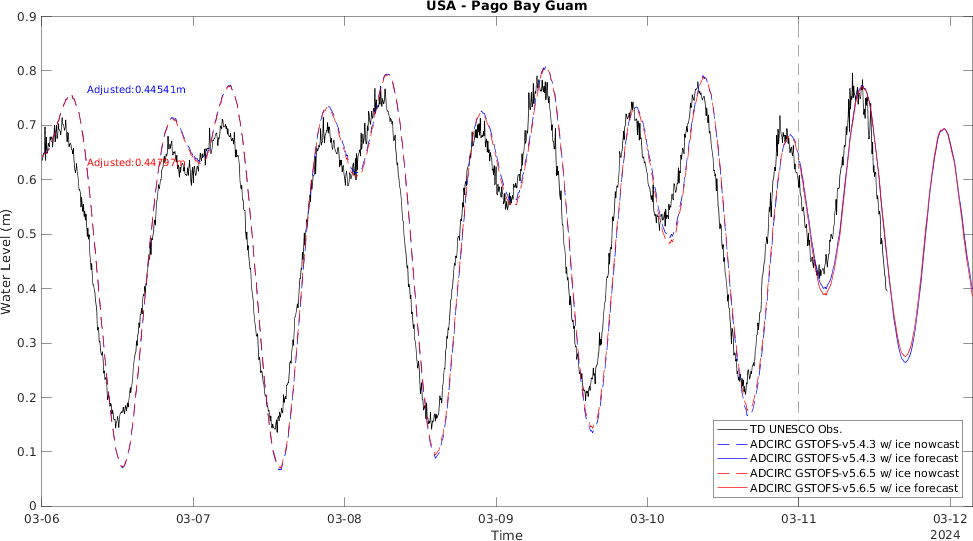 USA - Pago Bay Guam
0.9
0.8
0.7
0.6
0.5
0.4
0.3
0.2
0.1
0
Water Level (m)
Adjusted:0.44541m
TD UNESCO Obs.
ADCIRC GSTOFS-v5.4.3 w/ ice nowcast
ADCIRC GSTOFS-v5.4.3 w/ ice forecast
ADCIRC GSTOFS-v5.6.5 w/ ice nowcast
ADCIRC GSTOFS-v5.6.5 w/ ice forecast
03-06 03-07 03-08 03-09 03-10 03-11 03-12
Time
2024